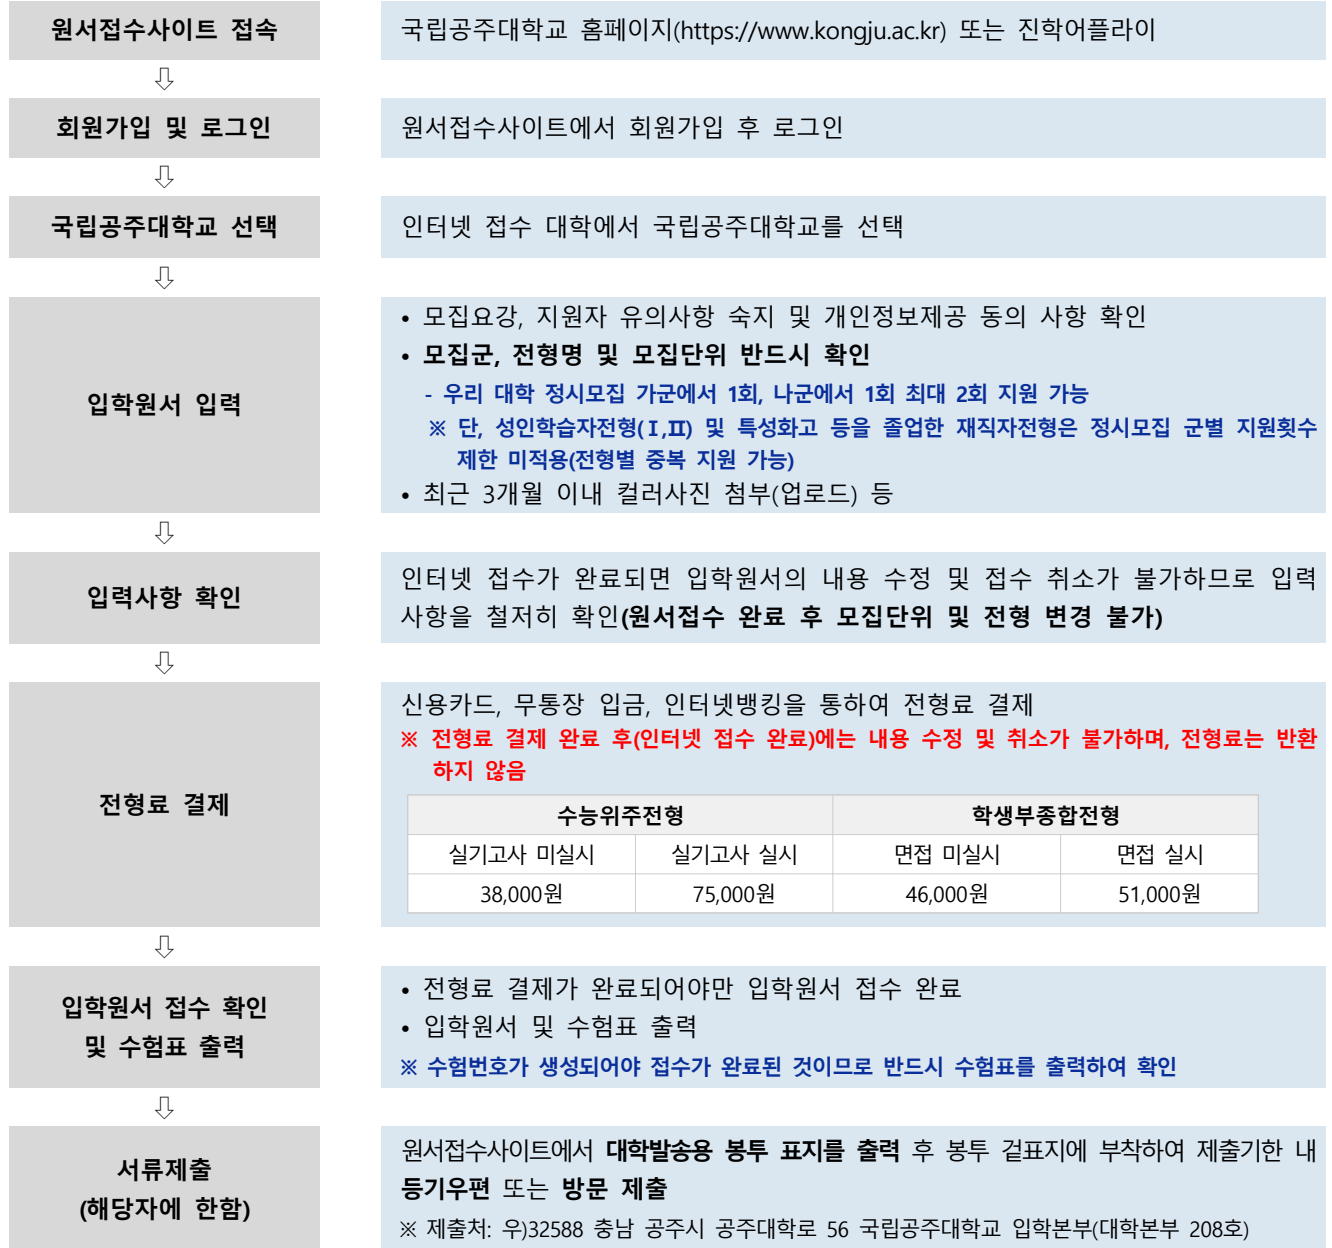 원서접수사이트 접속
국립공주대학교 홈페이지(https://www.kongju.ac.kr) 또는 진학어플라이
⇩
회원가입 및 로그인
원서접수사이트에서 회원가입 후 로그인
⇩
국립공주대학교 선택
인터넷 접수 대학에서 국립공주대학교를 선택
⇩
입학원서 입력
• 모집요강, 지원자 유의사항 숙지 및 개인정보제공 동의 사항 확인
• 모집군, 전형명 및 모집단위 반드시 확인
- 우리 대학 정시모집 가군에서 1회, 나군에서 1회 최대 2회 지원 가능
※ 단, 성인학습자전형(Ⅰ,Ⅱ) 및 특성화고 등을 졸업한 재직자전형은 정시모집 군별 지원횟수
제한 미적용(전형별 중복 지원 가능)
• 최근 3개월 이내 컬러사진 첨부(업로드) 등
⇩
입력사항 확인
인터넷 접수가 완료되면 입학원서의 내용 수정 및 접수 취소가 불가하므로 입력
사항을 철저히 확인(원서접수 완료 후 모집단위 및 전형 변경 불가)
⇩
전형료 결제
신용카드, 무통장 입금, 인터넷뱅킹을 통하여 전형료 결제
※ 전형료 결제 완료 후(인터넷 접수 완료)에는 내용 수정 및 취소가 불가하며, 전형료는 반환
하지 않음
수능위주전형 학생부종합전형
실기고사 미실시 실기고사 실시 면접 미실시 면접 실시
38,000원 75,000원 46,000원 51,000원
⇩
입학원서 접수 확인
및 수험표 출력
• 전형료 결제가 완료되어야만 입학원서 접수 완료
• 입학원서 및 수험표 출력
※ 수험번호가 생성되어야 접수가 완료된 것이므로 반드시 수험표를 출력하여 확인
⇩
서류제출
(해당자에 한함)
원서접수사이트에서 대학발송용 봉투 표지를 출력 후 봉투 겉표지에 부착하여 제출기한 내
등기우편 또는 방문 제출
※ 제출처: 우)32588 충남 공주시 공주대학로 56 국립공주대학교 입학본부(대학본부 208호)